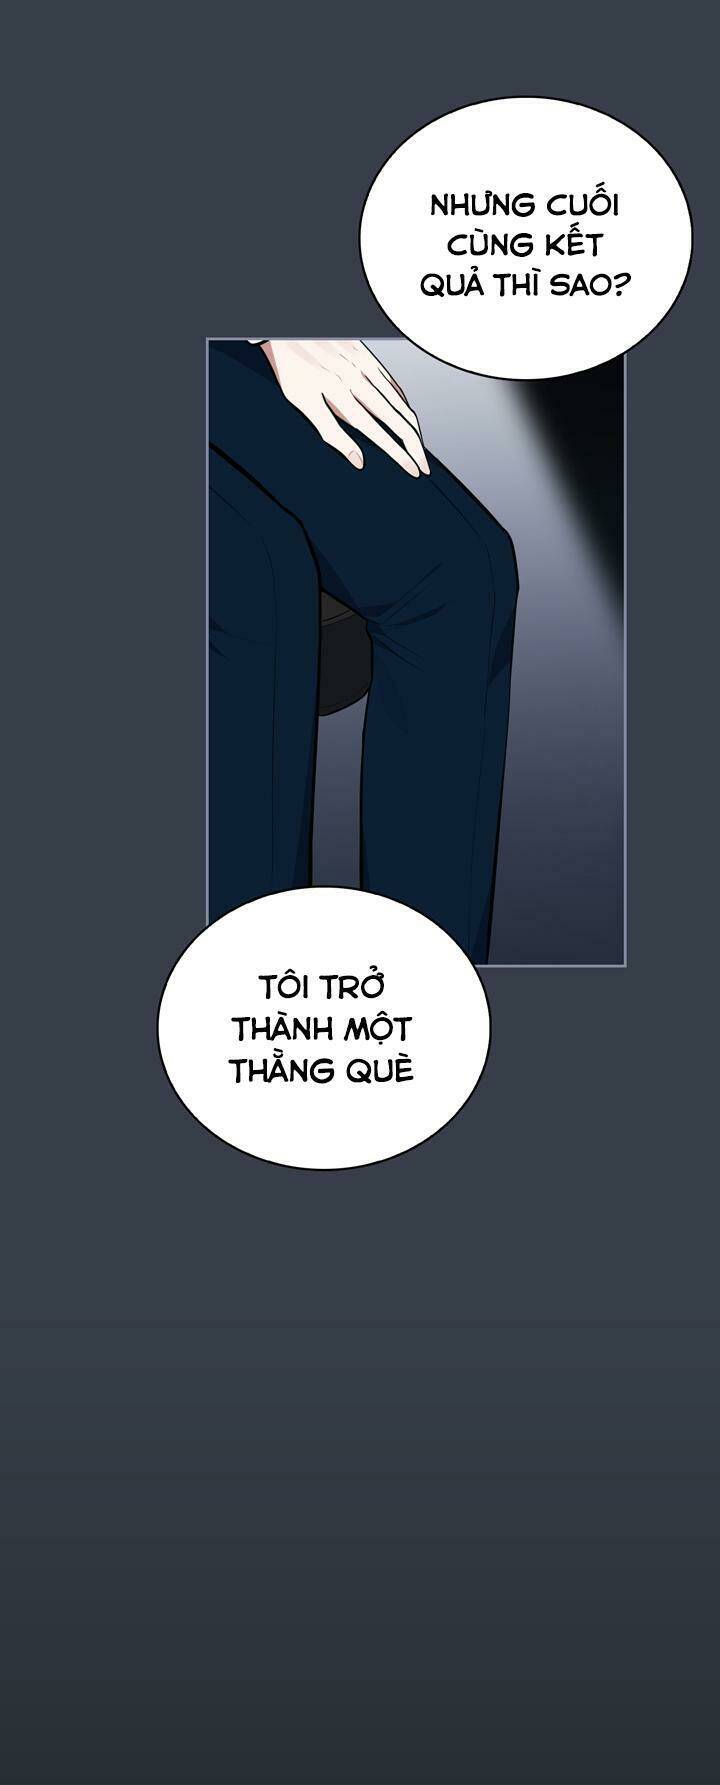 NHƯNG CUỐI
CÙNG KẾT
QUẢ THÌ SAO?
TÔI TRỞ
THÀNH MỘT
THẰNG QUÈ